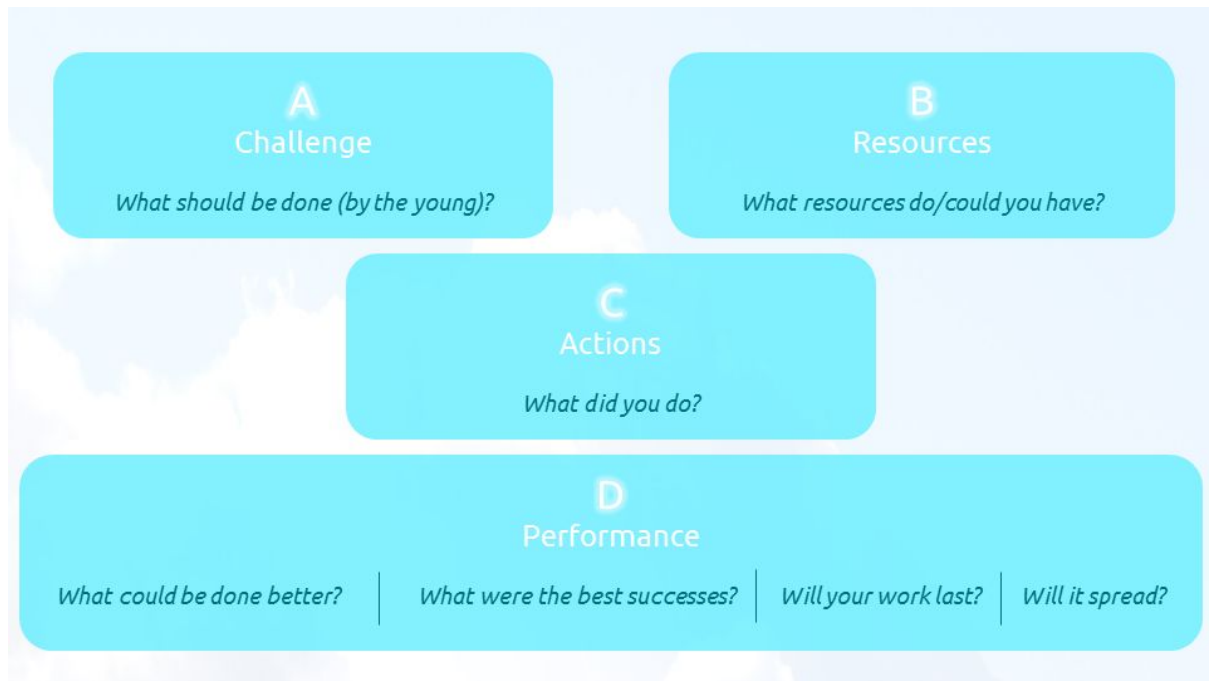 A
Challenge
What should be done (by the young)?
B
Resources
What resources do/could you have?
C
Actions
What did you do?
D
Performance
What could be done better?
What were the best successes?
Will your work last?
Will it spread?